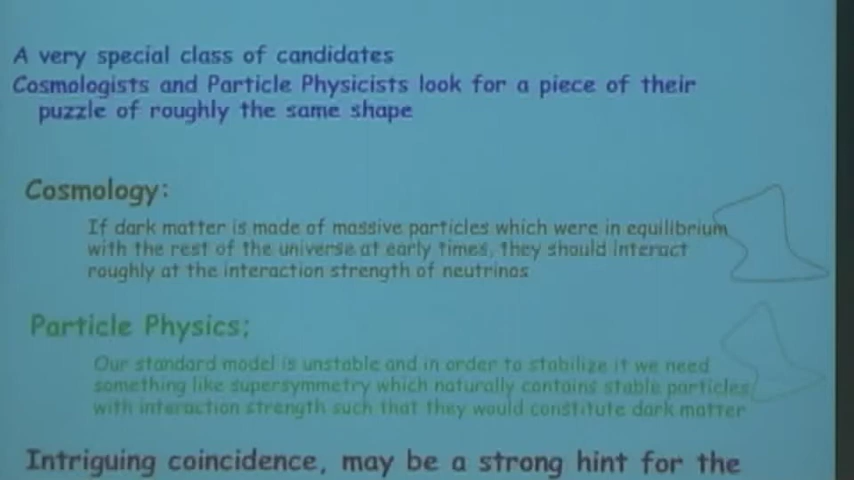 A very special class of candidates
Cosmologists and Particle Physicists look for a piece of their
puzzle of roughly the same shape
Cosmology:
If dark matter is made of massive particles which were in equilibrium
with the rest of the universe at early times, they should interact
roughly at the interaction strength of neutrinos
Particle Physics:
Our standard model is unstable and in order to stabilize it we need
something like supersymmetry which naturally contains stable particles
with interaction strength such that they would constitute dark matter
Intriguing coincidence, may be a strong hint for the